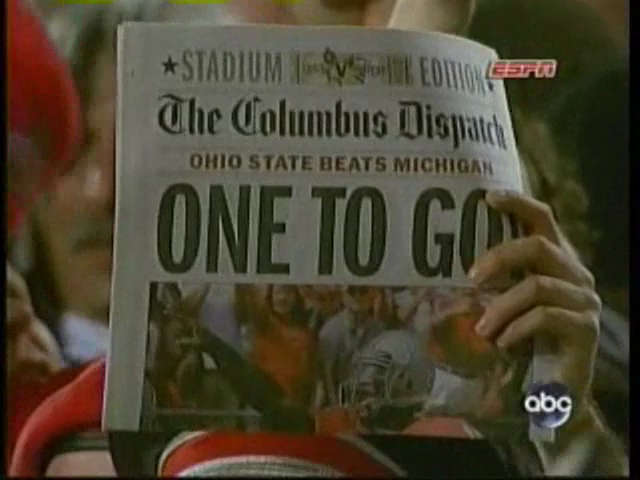 ★STADIUM EDITION★
ESPN
The Columbus Dispatch
OHIO STATE BEATS MICHIGAN
ONE TO GO
abc